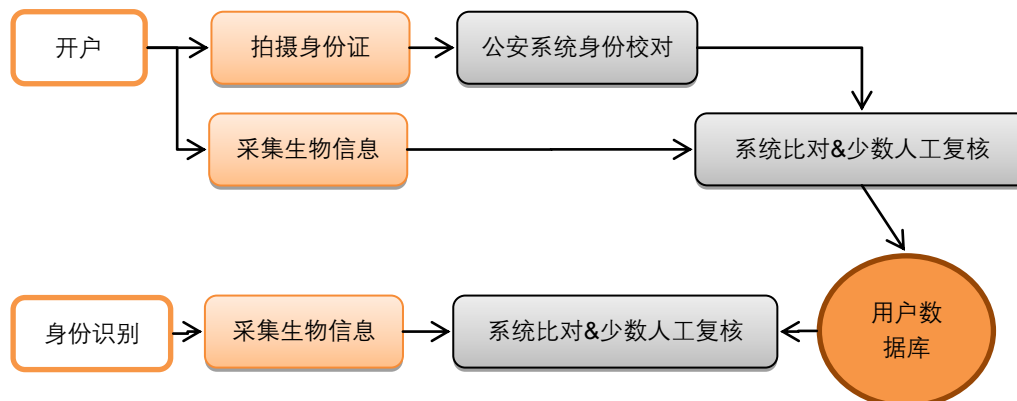 开户
拍摄身份证
公安系统身份校对
采集生物信息
系统比对&少数人工复核
身份识别
采集生物信息
系统比对&少数人工复核
用户数
据库